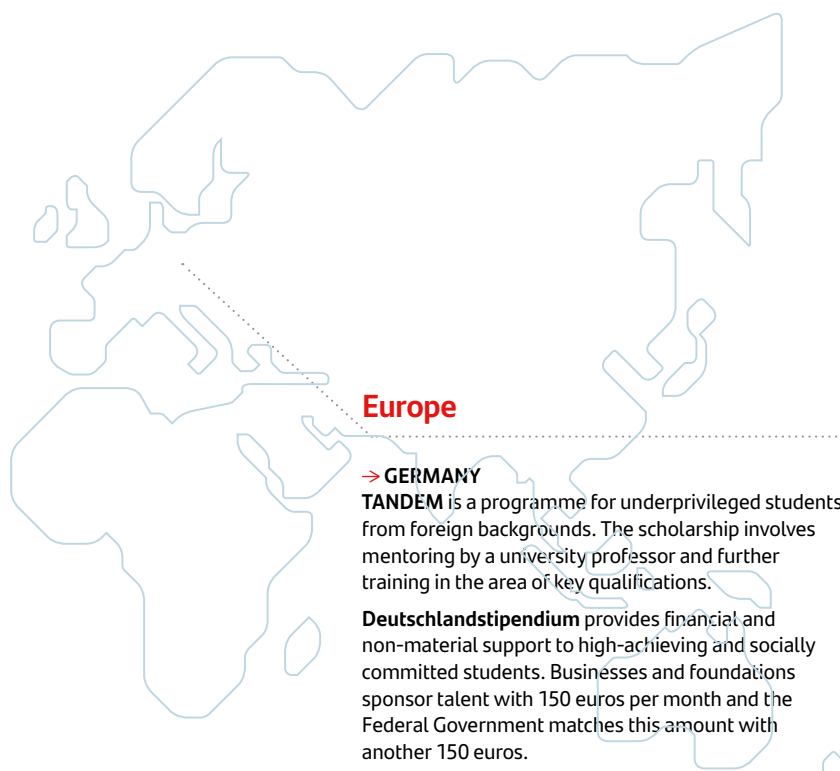 Europe
→ GERMANY
TANDEM is a programme for underprivileged students
from foreign backgrounds. The scholarship involves
mentoring by a university professor and further
training in the area of key qualifications.
Deutschlandstipendium provides financial and
non-material support to high-achieving and socially
committed students. Businesses and foundations
sponsor talent with 150 euros per month and the
Federal Government matches this amount with
another 150 euros.